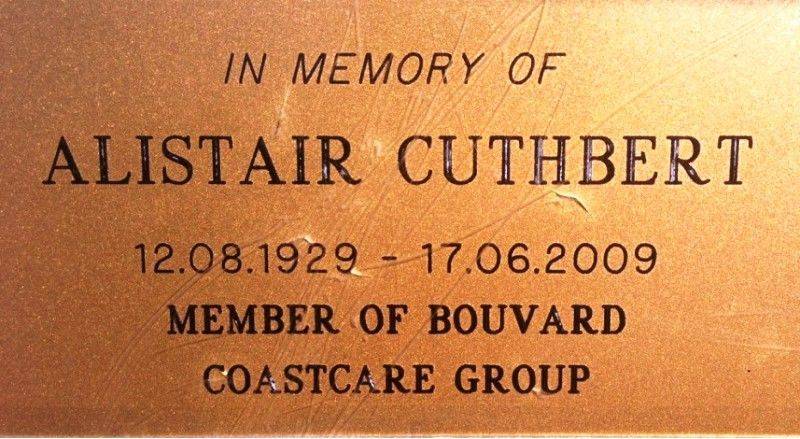 IN MEMORY OF
ALISTAIR CUTHBERT
12.08.1929 - 17.06.2009
MEMBER OF BOUVARD
COASTCARE GROUP